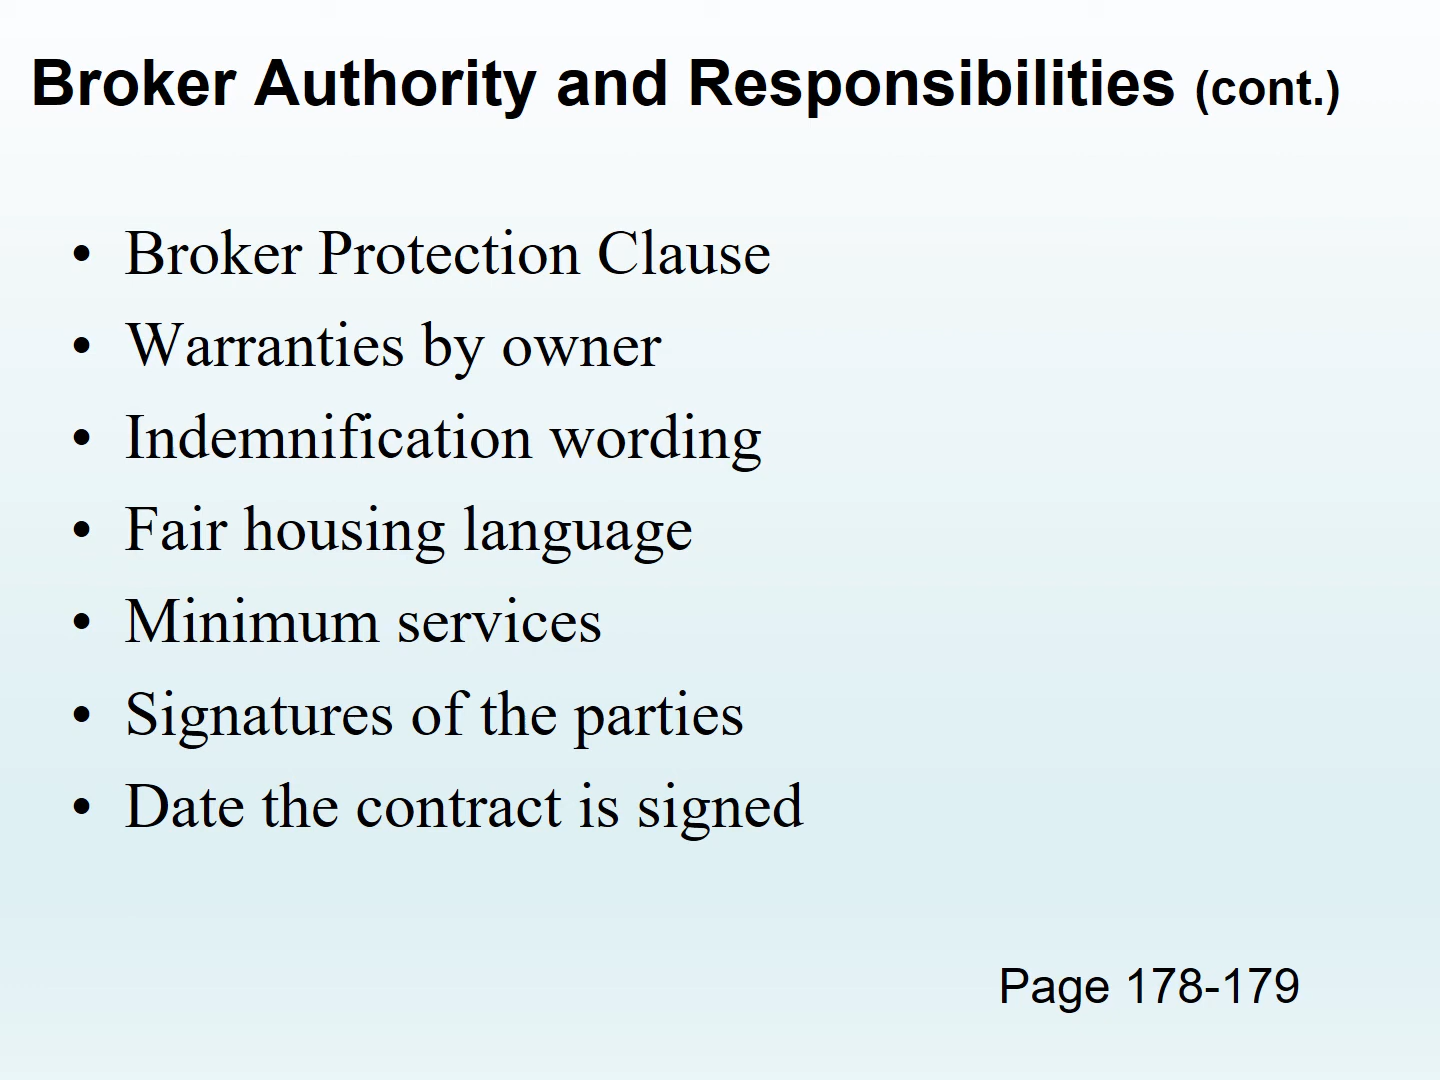 Broker Authority and Responsibilities (cont.)
• Broker Protection Clause
• Warranties by owner
• Indemnification wording
• Fair housing language
• Minimum services
• Signatures of the parties
• Date the contract is signed
Page 178-179